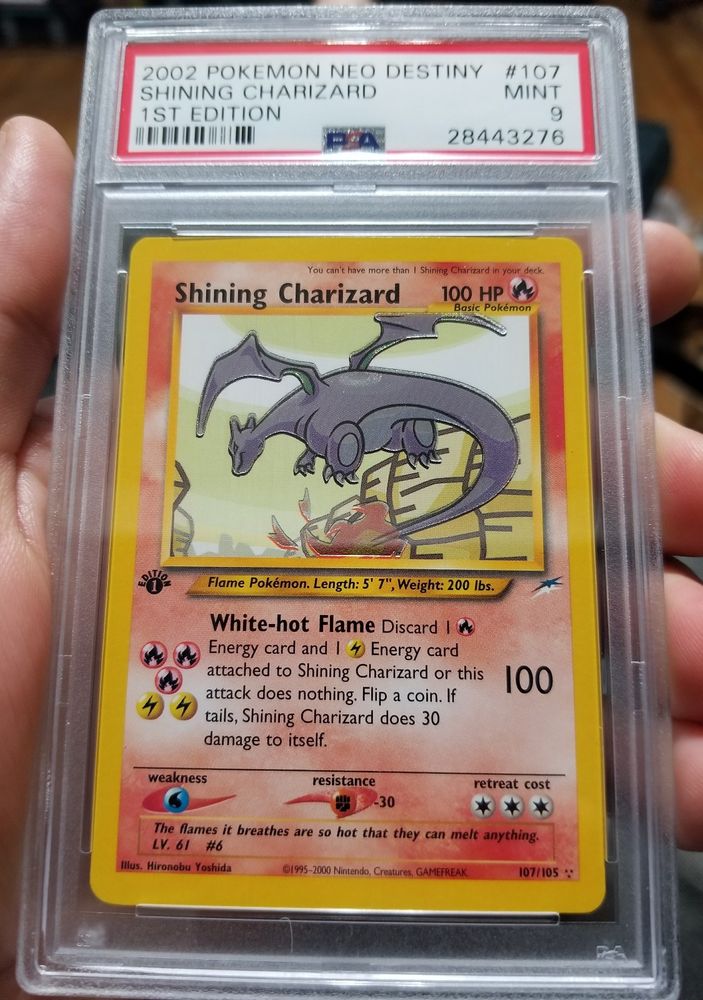 2002 POKEMON NEO DESTINY #107
SHINING CHARIZARD MINT
1ST EDITION 9
PSA 28443276
You can't have more than 1 Shining Charizard in your deck.
Shining Charizard 100 HP
Basic Pokémon
EDITION
1
Flame Pokémon. Length: 5' 7", Weight: 200 lbs.
White-hot Flame Discard 1
Energy card and 1 Energy card
attached to Shining Charizard or this
attack does nothing. Flip a coin. If
tails, Shining Charizard does 30
damage to itself.
100
weakness resistance retreat cost
-30
The flames it breathes are so hot that they can melt anything.
LV. 61 #6
Illus. Hironobu Yoshida ©1995-2000 Nintendo, Creatures, GAMEFREAK 107/105
PSA